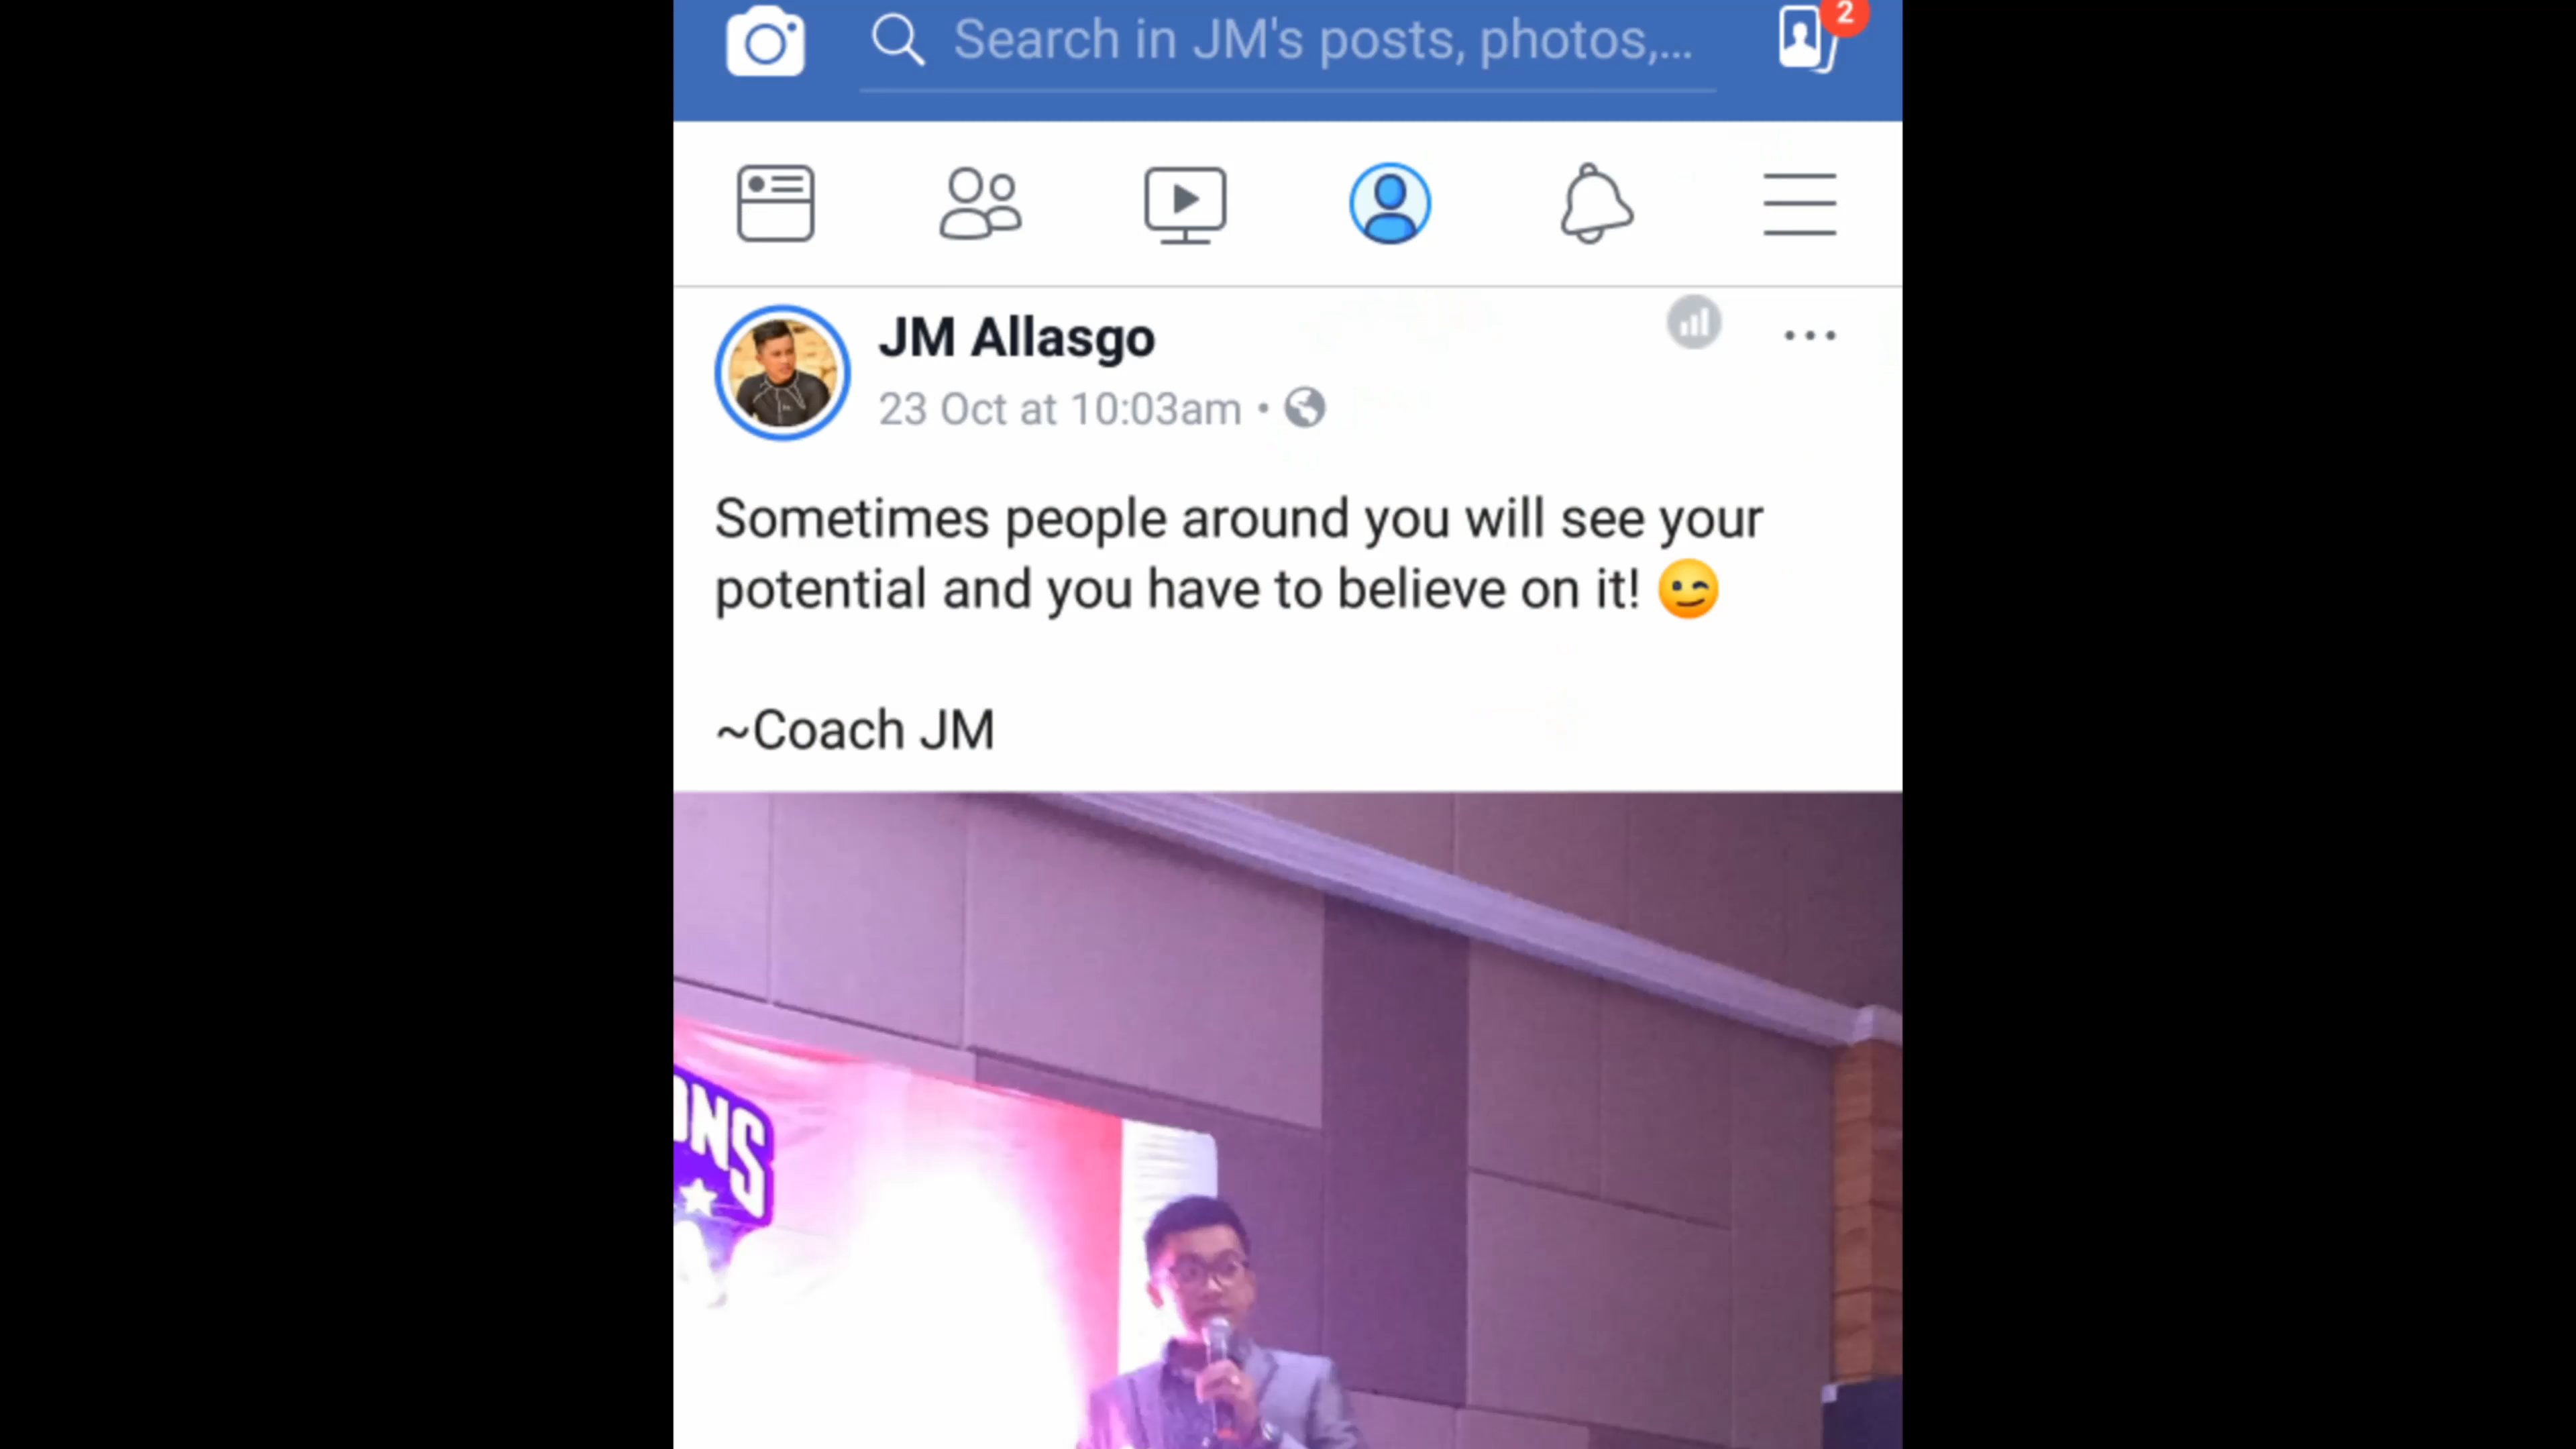 Search in JM's posts, photos,...
2
JM Allasgo
23 Oct at 10:03am •
Sometimes people around you will see your
potential and you have to believe on it! 😉
~Coach JM
ONS